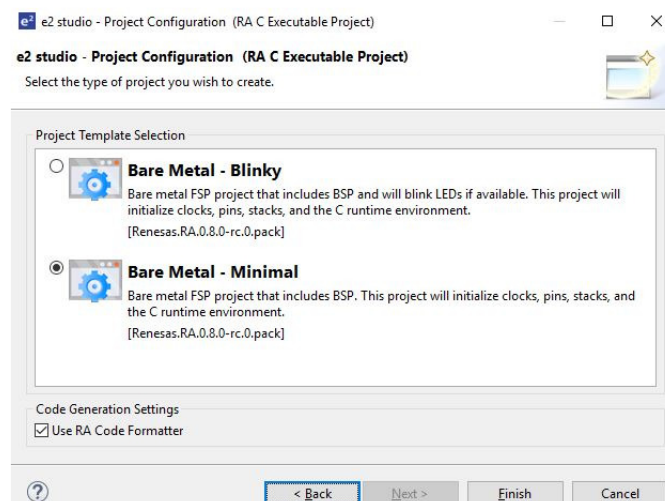 e2 studio - Project Configuration (RA C Executable Project)
e2 studio - Project Configuration (RA C Executable Project)
Select the type of project you wish to create.
Project Template Selection
Bare Metal - Blinky
Bare metal FSP project that includes BSP and will blink LEDs if available. This project will
initialize clocks, pins, stacks, and the C runtime environment.
[Renesas.RA.0.8.0-rc.0.pack]
Bare Metal - Minimal
Bare metal FSP project that includes BSP. This project will initialize clocks, pins, stacks, and
the C runtime environment.
[Renesas.RA.0.8.0-rc.0.pack]
Code Generation Settings
Use RA Code Formatter
? < Back Next > Finish Cancel